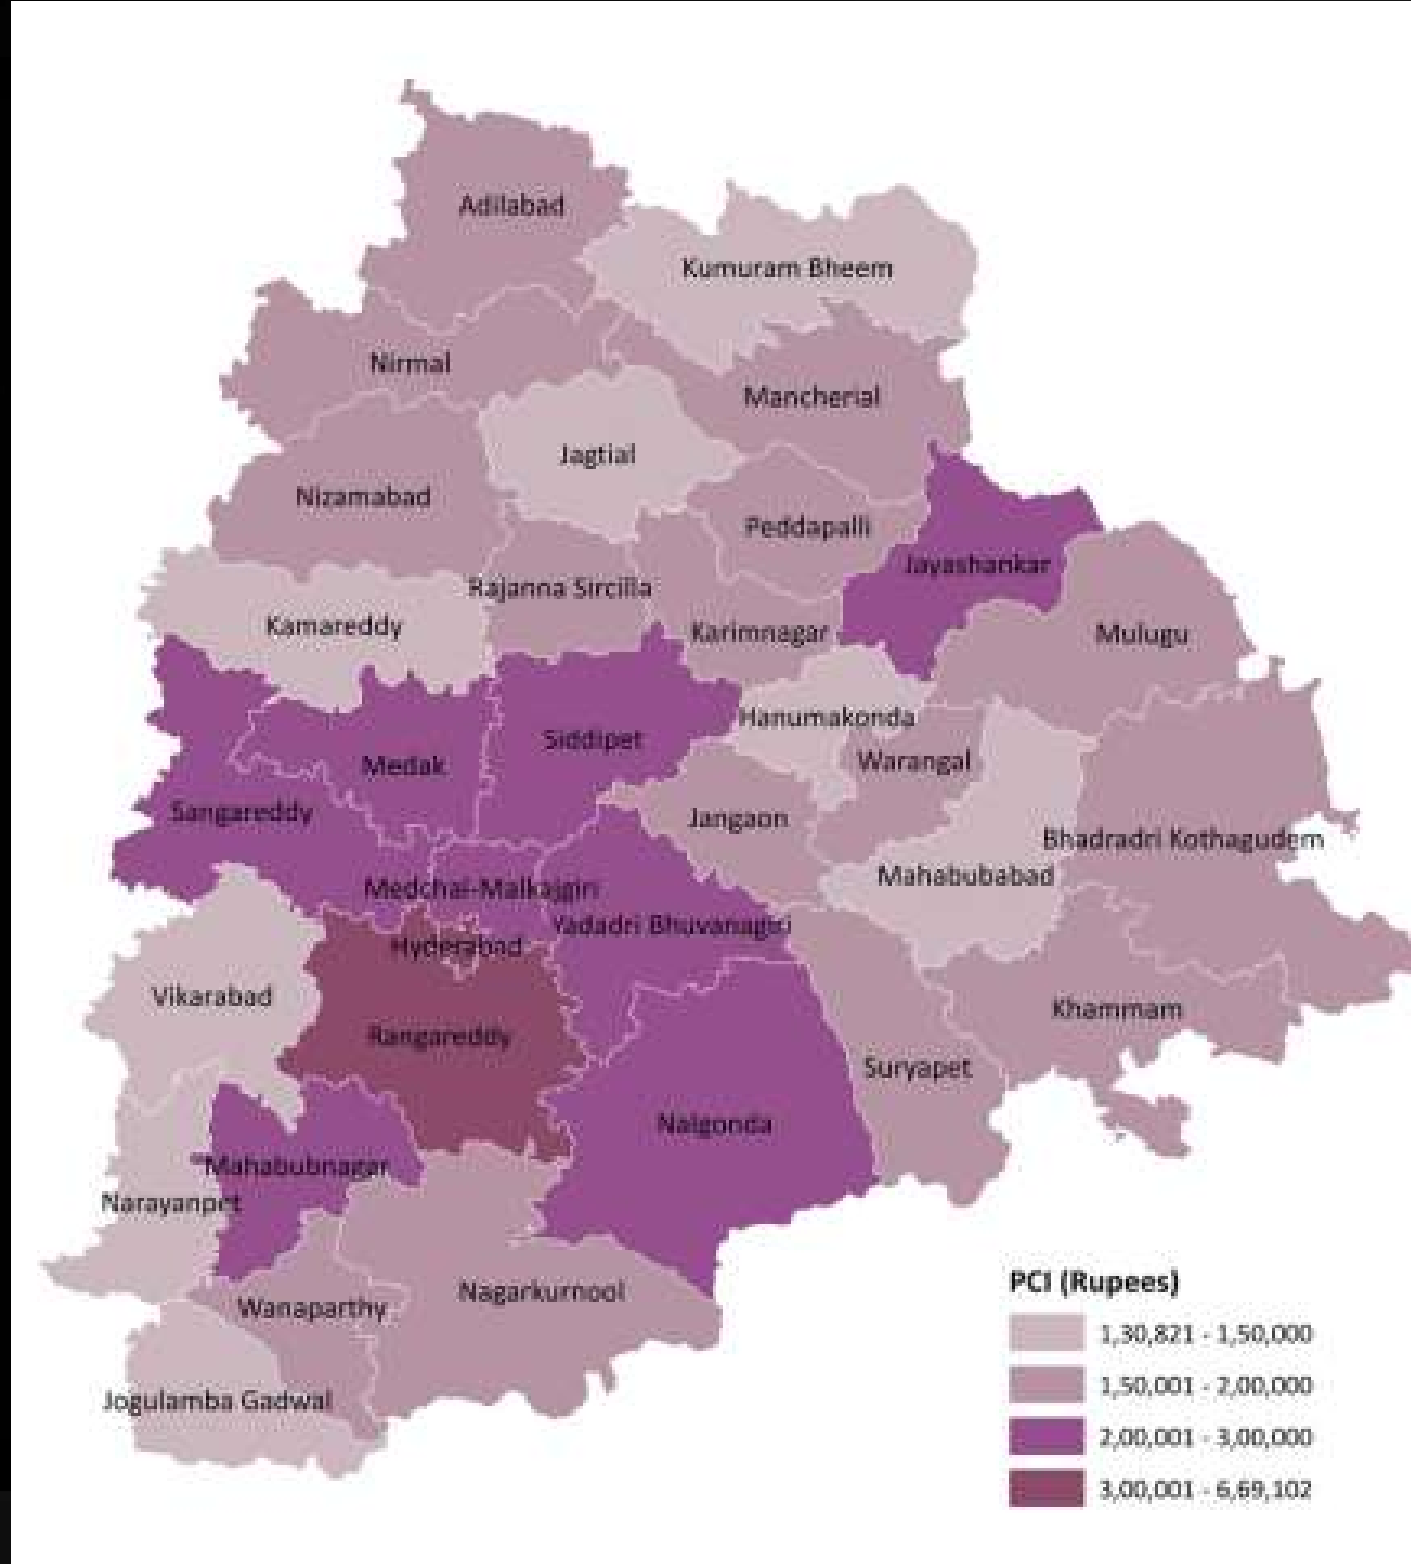 Adilabad
Kumuram Bheem
Nirmal
Mancherial
Jagtial
Nizamabad
Peddapalli
Jayashankar
Rajanna Sircilla
Kamareddy
Karimnagar
Mulugu
Hanumakonda
Siddipet
Warangal
Medak
Sangareddy
Jangaon
Bhadradri Kothagudem
Mahabubabad
Medchal-Malkajgiri
Yadadri Bhuvanagiri
Hyderabad
Vikarabad
Khammam
Rangareddy
Suryapet
Nalgonda
Mahabubnagar
Narayanpet
Nagarkurnool
Wanaparthy
Jogulamba Gadwal
PCI (Rupees)
1,30,821 - 1,50,000
1,50,001 - 2,00,000
2,00,001 - 3,00,000
3,00,001 - 6,69,102